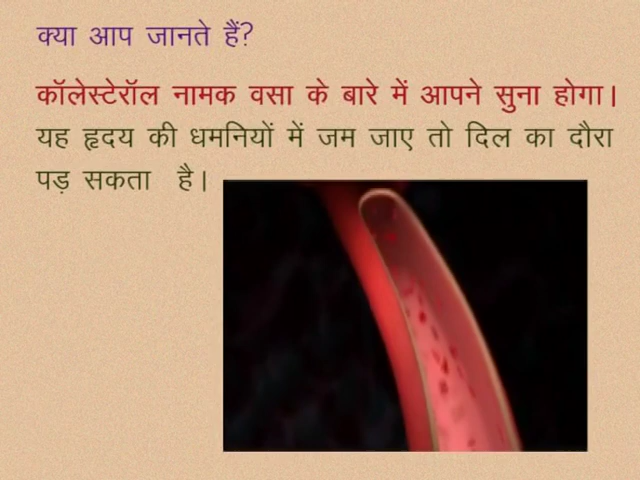 क्या आप जानते हैं?
कॉलेस्टेरॉल नामक वसा के बारे में आपने सुना होगा।
यह हृदय की धमनियों में जम जाए तो दिल का दौरा
पड़ सकता है।